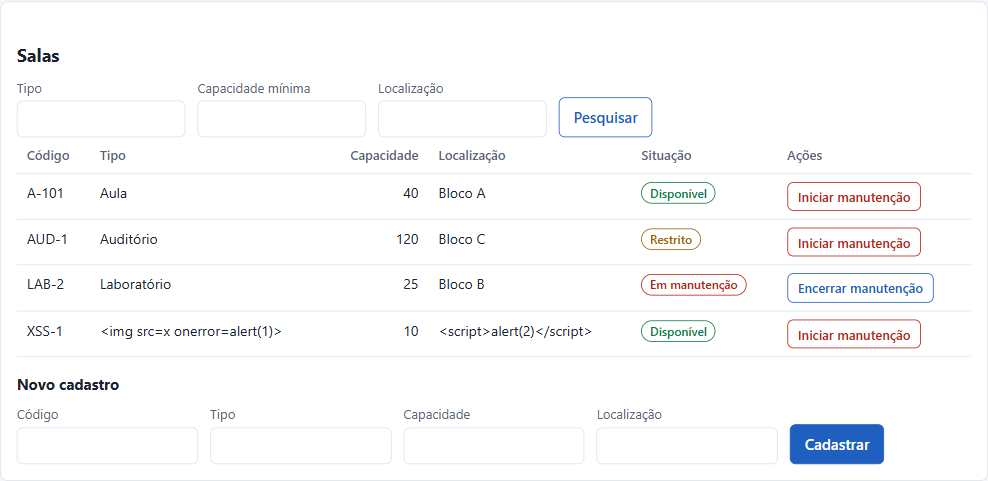 Salas
Tipo Capacidade mínima Localização
Pesquisar
Código Tipo Capacidade Localização Situação Ações
A-101 Aula 40 Bloco A Disponível Iniciar manutenção
AUD-1 Auditório 120 Bloco C Restrito Iniciar manutenção
LAB-2 Laboratório 25 Bloco B Em manutenção Encerrar manutenção
XSS-1 <img src=x onerror=alert(1)> 10 <script>alert(2)</script> Disponível Iniciar manutenção
Novo cadastro
Código Tipo Capacidade Localização
Cadastrar